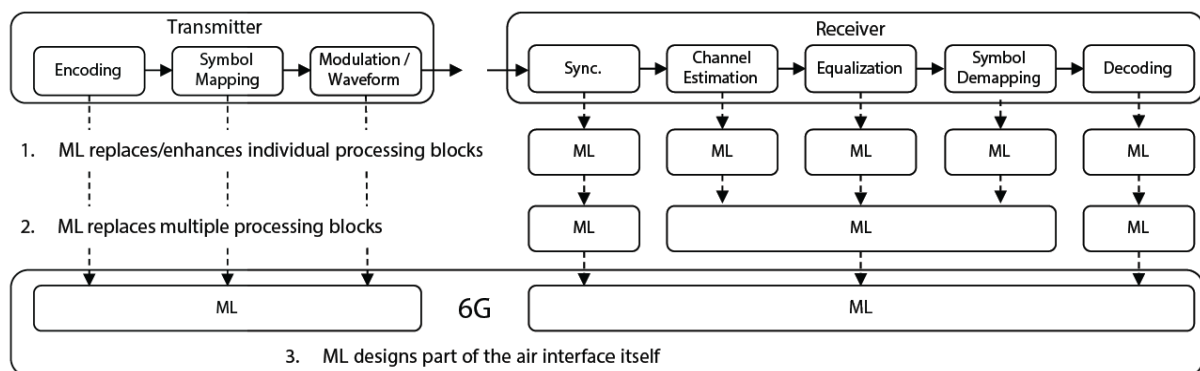 Transmitter
Receiver
Encoding
Symbol
Mapping
Modulation /
Waveform
Sync.
Channel
Estimation
Equalization
Symbol
Demapping
Decoding
1. ML replaces/enhances individual processing blocks
ML
ML
ML
ML
ML
2. ML replaces multiple processing blocks
ML
ML
ML
ML
6G
ML
3. ML designs part of the air interface itself